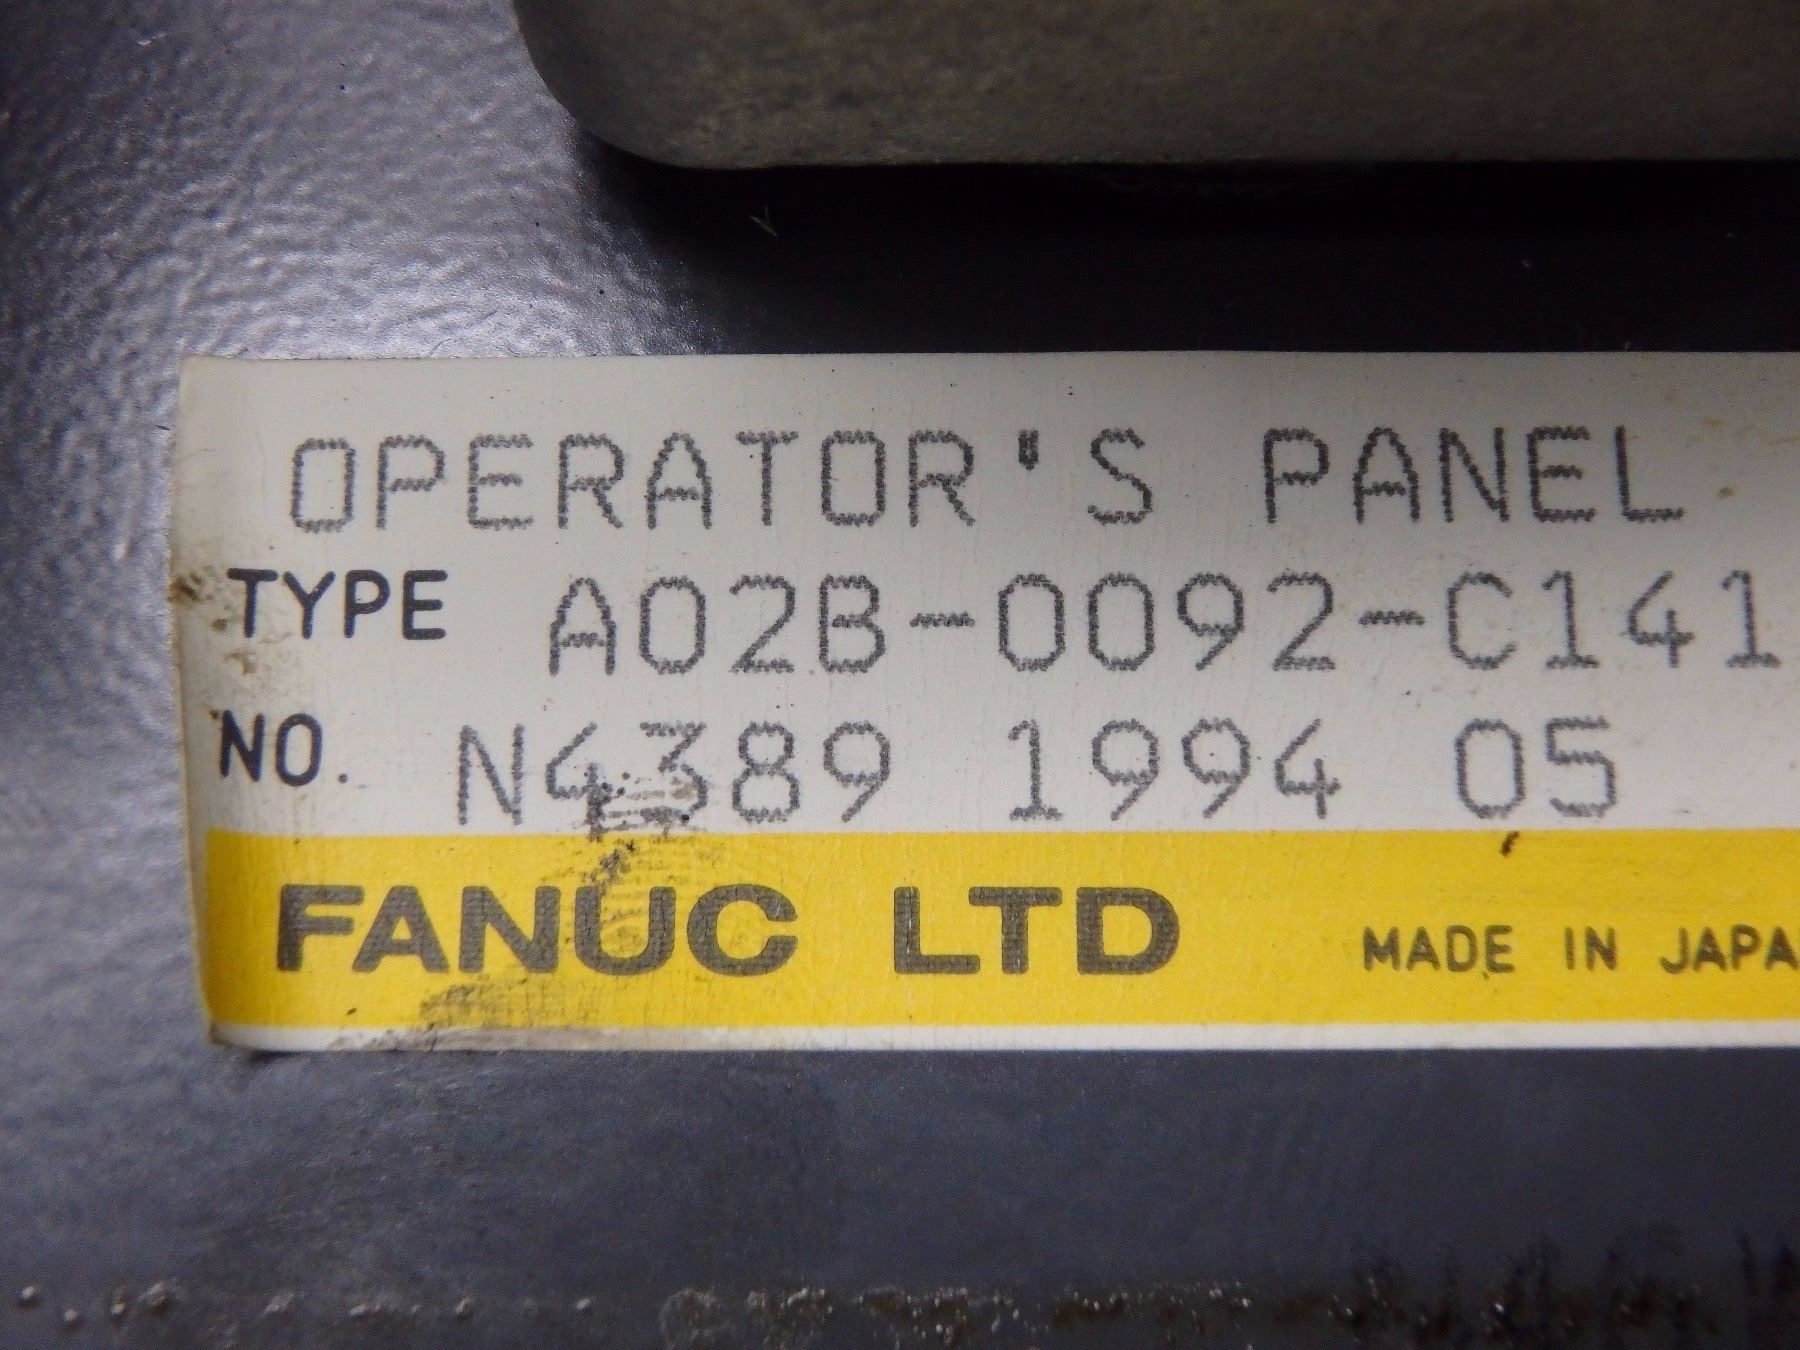 OPERATOR'S PANEL
TYPE A02B-0092-C141
NO. N4389 1994 05
FANUC LTD MADE IN JAPA